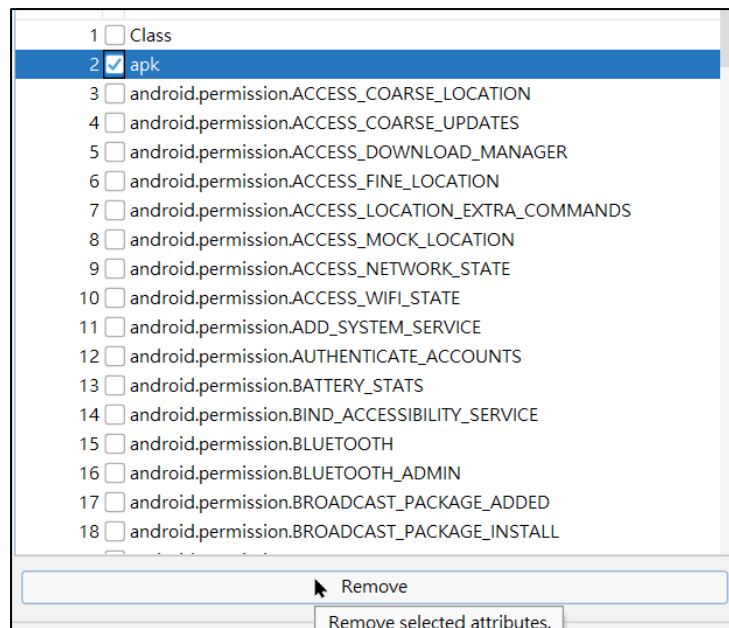 1 Class
2 apk
3 android.permission.ACCESS_COARSE_LOCATION
4 android.permission.ACCESS_COARSE_UPDATES
5 android.permission.ACCESS_DOWNLOAD_MANAGER
6 android.permission.ACCESS_FINE_LOCATION
7 android.permission.ACCESS_LOCATION_EXTRA_COMMANDS
8 android.permission.ACCESS_MOCK_LOCATION
9 android.permission.ACCESS_NETWORK_STATE
10 android.permission.ACCESS_WIFI_STATE
11 android.permission.ADD_SYSTEM_SERVICE
12 android.permission.AUTHENTICATE_ACCOUNTS
13 android.permission.BATTERY_STATS
14 android.permission.BIND_ACCESSIBILITY_SERVICE
15 android.permission.BLUETOOTH
16 android.permission.BLUETOOTH_ADMIN
17 android.permission.BROADCAST_PACKAGE_ADDED
18 android.permission.BROADCAST_PACKAGE_INSTALL
Remove
Remove selected attributes.